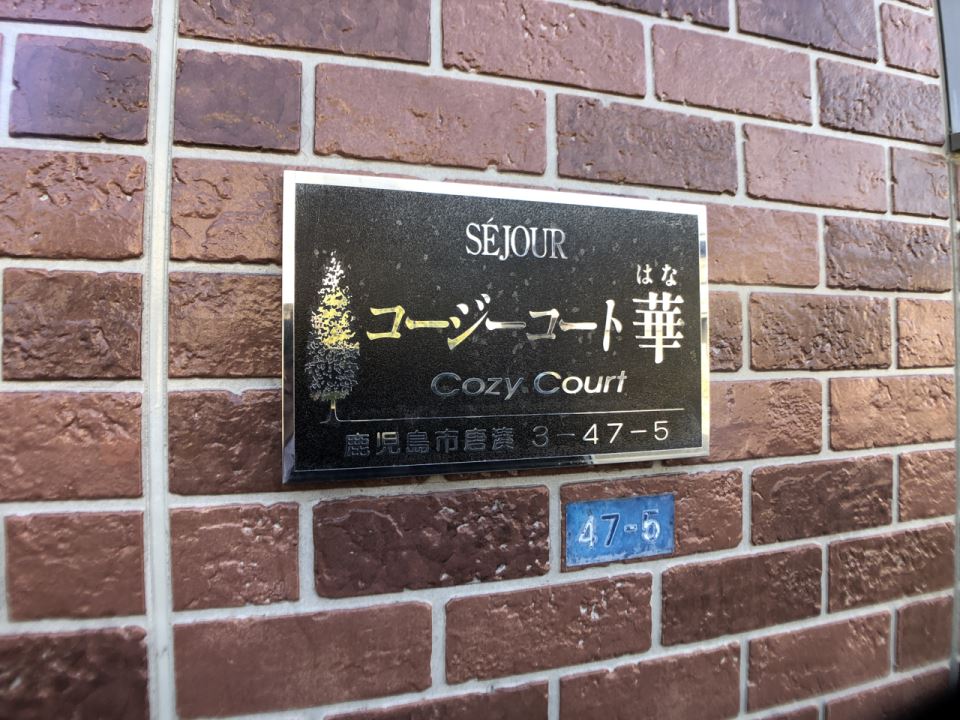 SÉJOUR
はな
コージーコート華
Cozy Court
鹿児島市唐湊 3-47-5
47-5